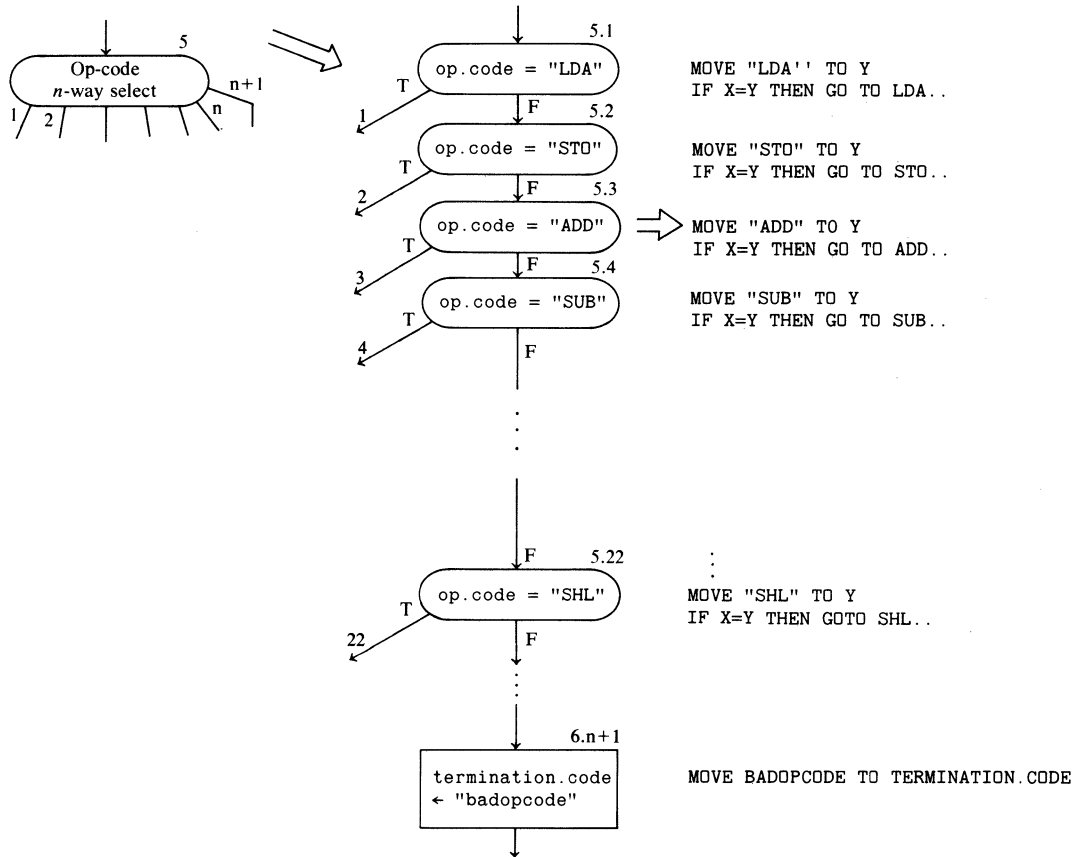 5
Op-code
n-way select
1
2
n
n+1
5.1
op.code = "LDA"
T
1
F
MOVE "LDA'' TO Y
IF X=Y THEN GO TO LDA..
5.2
op.code = "STO"
T
2
F
MOVE "STO" TO Y
IF X=Y THEN GO TO STO..
5.3
op.code = "ADD"
T
3
F
MOVE "ADD" TO Y
IF X=Y THEN GO TO ADD..
5.4
op.code = "SUB"
T
4
F
MOVE "SUB" TO Y
IF X=Y THEN GO TO SUB..
F
5.22
op.code = "SHL"
T
22
F
MOVE "SHL" TO Y
IF X=Y THEN GOTO SHL..
6.n+1
termination.code
← "badopcode"
MOVE BADOPCODE TO TERMINATION.CODE